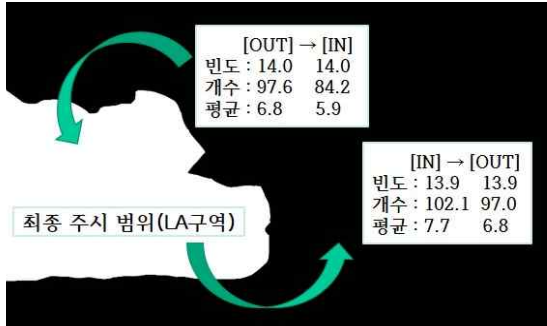 [OUT] → [IN]
빈도 : 14.0 14.0
개수 : 97.6 84.2
평균 : 6.8 5.9
[IN] → [OUT]
빈도 : 13.9 13.9
개수 : 102.1 97.0
평균 : 7.7 6.8
최종 주시 범위(LA구역)